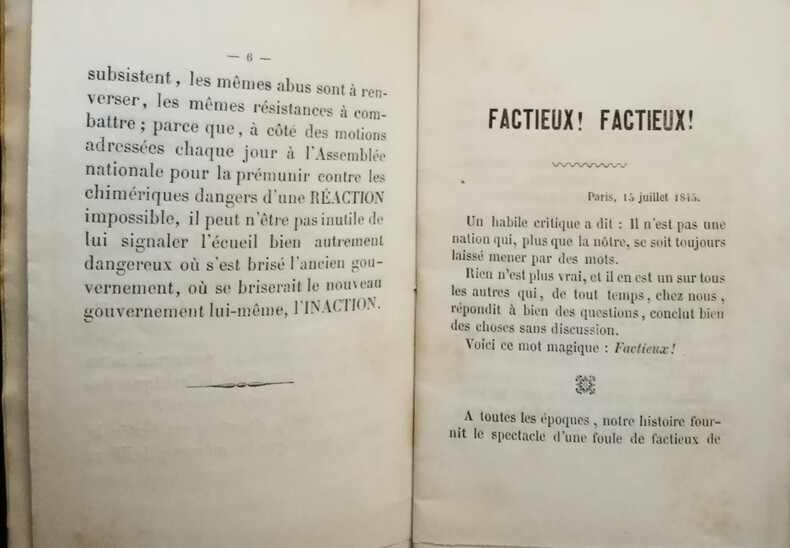 — 6 —
subsistent, les mêmes abus sont à ren-
verser, les mêmes résistances à com-
battre ; parce que, à côté des motions
adressées chaque jour à l'Assemblée
nationale pour la prémunir contre les
chimériques dangers d'une RÉACTION
impossible, il peut n'être pas inutile de
lui signaler l'écueil bien autrement
dangereux où s'est brisé l'ancien gou-
vernement, où se briserait le nouveau
gouvernement lui-même, l'INACTION.
FACTIEUX! FACTIEUX!
Paris, 15 juillet 1845.
Un habile critique a dit : Il n'est pas une
nation qui, plus que la nôtre, se soit toujours
laissé mener par des mots.
Rien n'est plus vrai, et il en est un sur tous
les autres qui, de tout temps, chez nous,
répondit à bien des questions, conclut bien
des choses sans discussion.
Voici ce mot magique : Factieux!
A toutes les époques, notre histoire four-
nit le spectacle d'une foule de factieux de